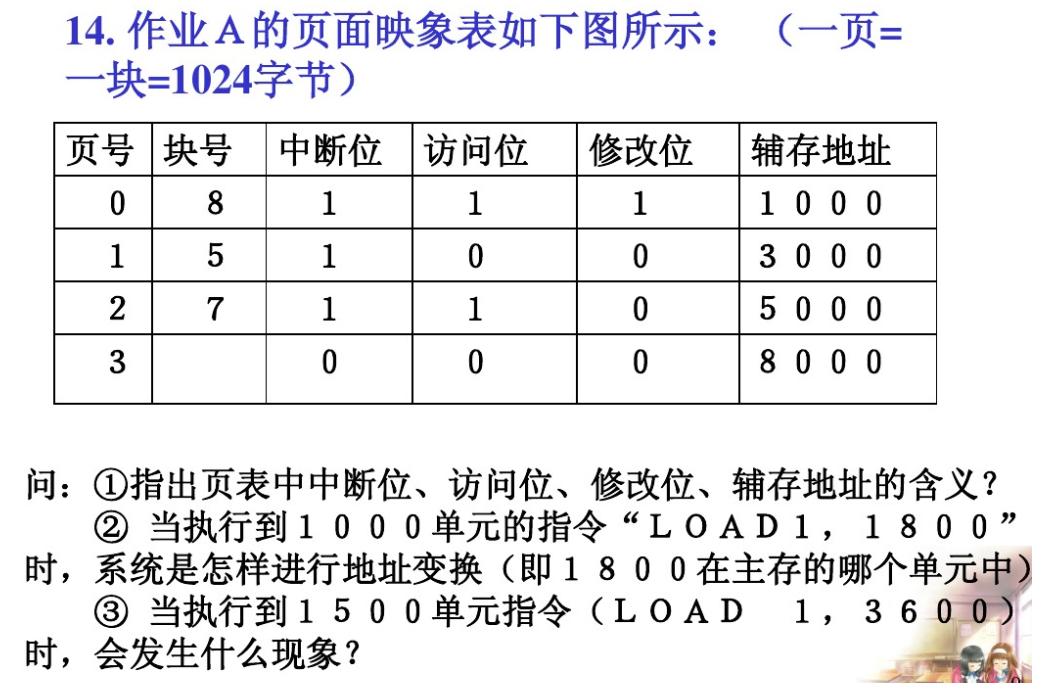 14. 作业A的页面映象表如下图所示： （一页=
一块=1024字节）
页号 块号 中断位 访问位 修改位 辅存地址
0 8 1 1 1 1000
1 5 1 0 0 3000
2 7 1 1 0 5000
3 0 0 0 8000
问：①指出页表中中断位、访问位、修改位、辅存地址的含义？
② 当执行到1000单元的指令“LOAD1，1800”
时，系统是怎样进行地址变换（即1800在主存的哪个单元中）
③ 当执行到1500单元指令（LOAD 1，3600）
时，会发生什么现象？